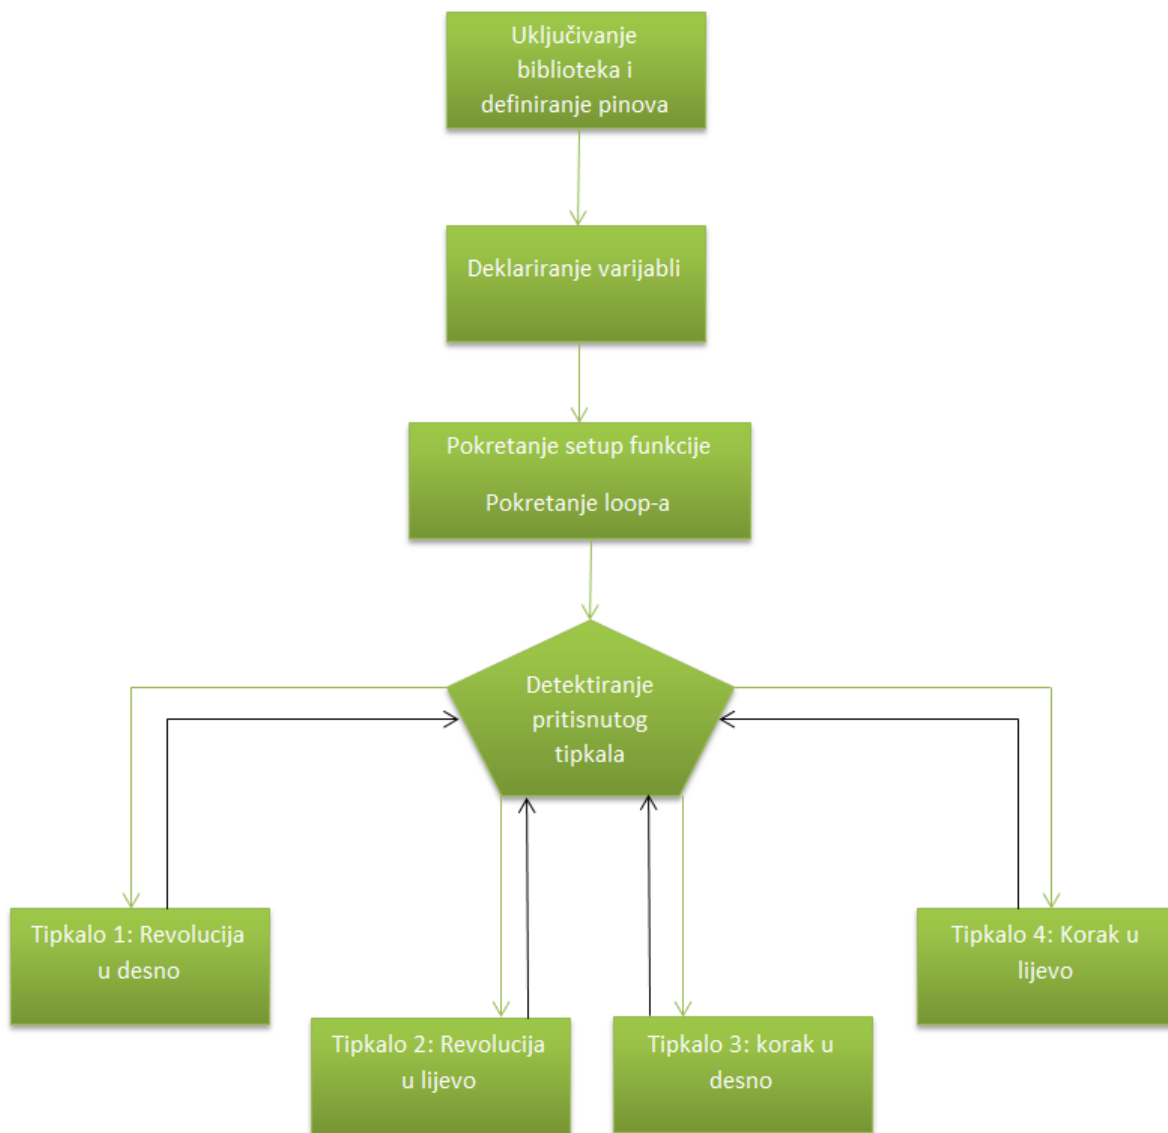 Uključivanje
biblioteka i
definiranje pinova
Deklariranje varijabli
Pokretanje setup funkcije
Pokretanje loop-a
Detektiranje
pritisnutog
tipkala
Tipkalo 1: Revolucija
u desno
Tipkalo 2: Revolucija
u lijevo
Tipkalo 3: korak u
desno
Tipkalo 4: Korak u
lijevo